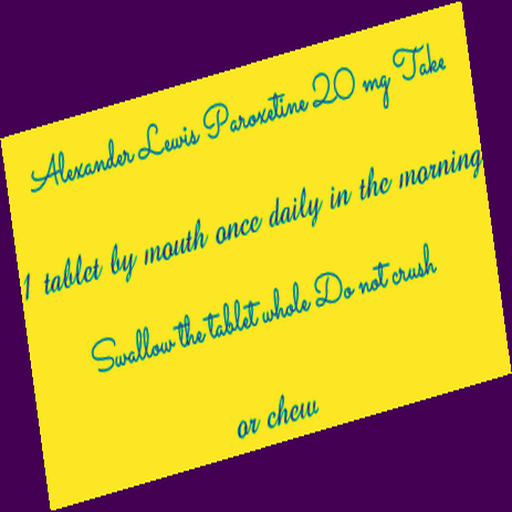 Alexander Lewis Paroxetine 20 mg Take
1 tablet by mouth once daily in the morning
Swallow the tablet whole Do not crush
or chew